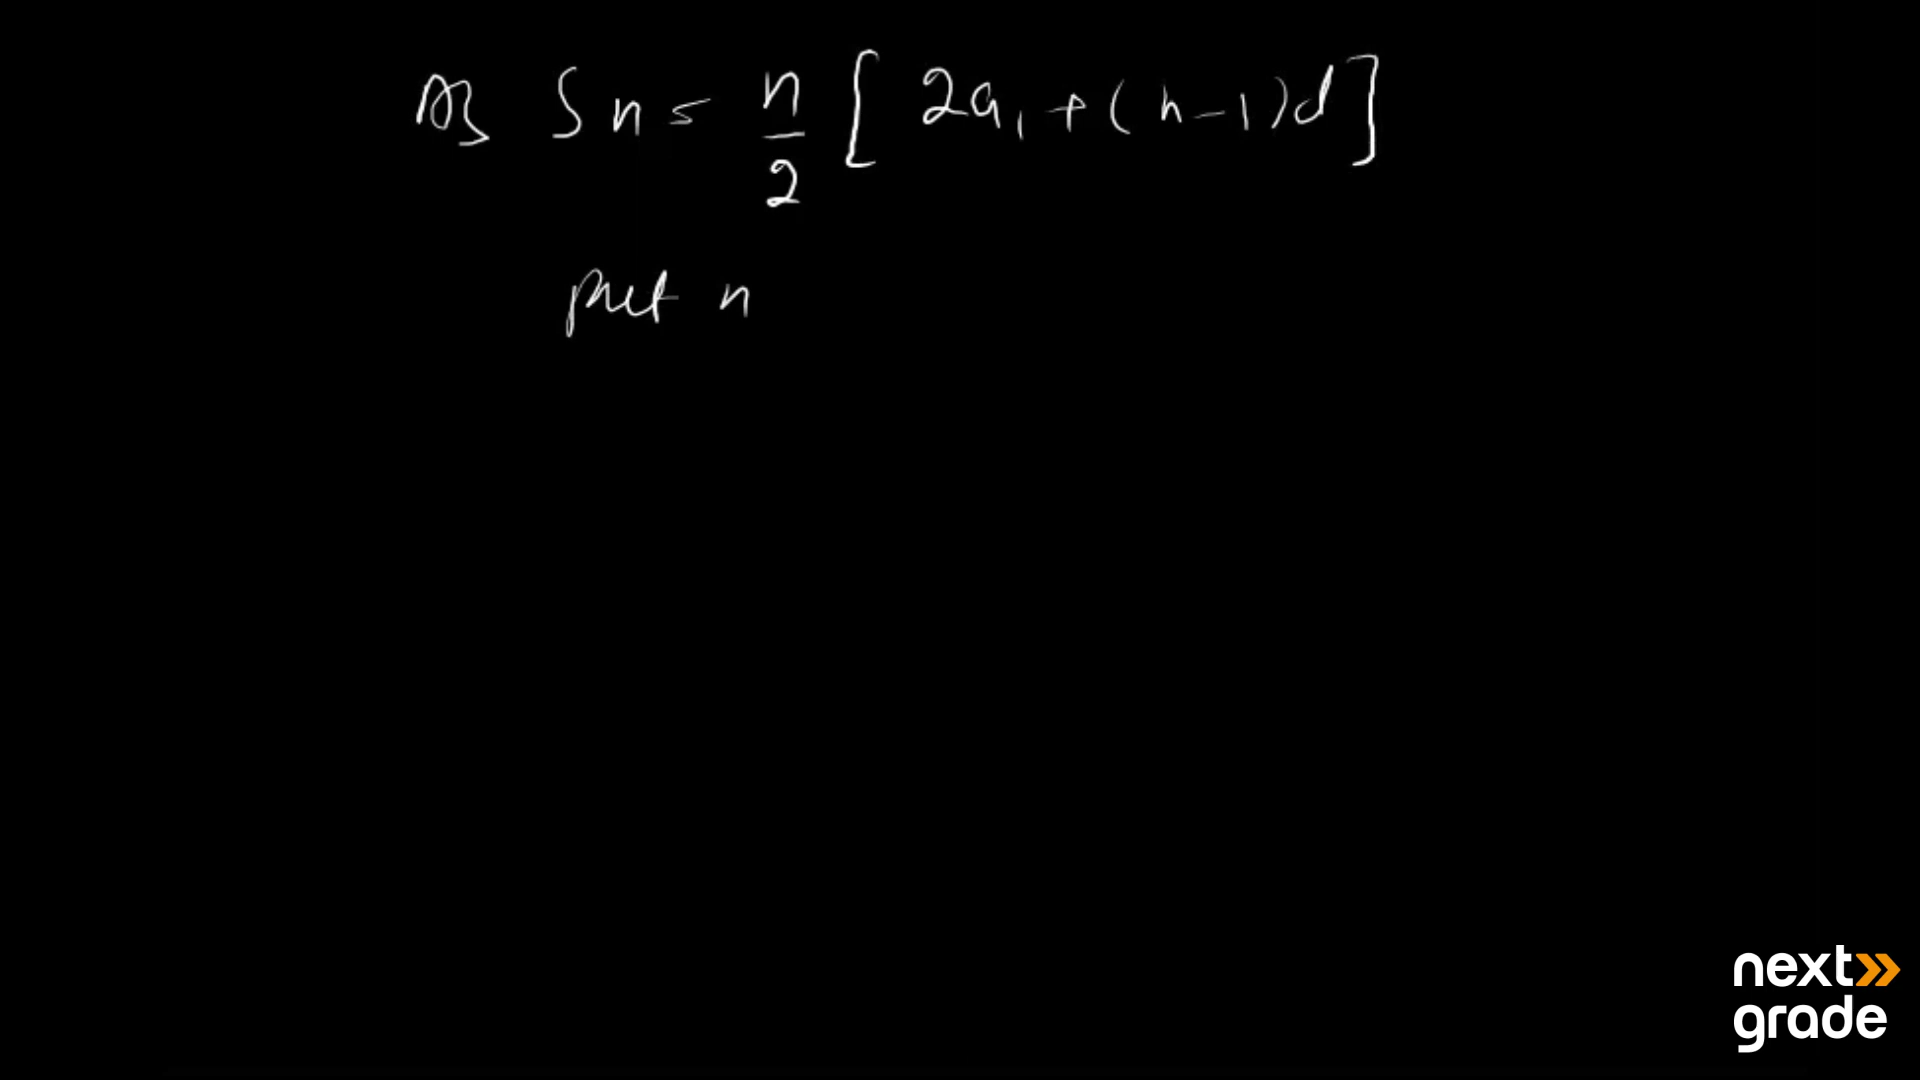 As Sn = n/2 [ 2a₁ + (n-1)d ]
put n
next
grade